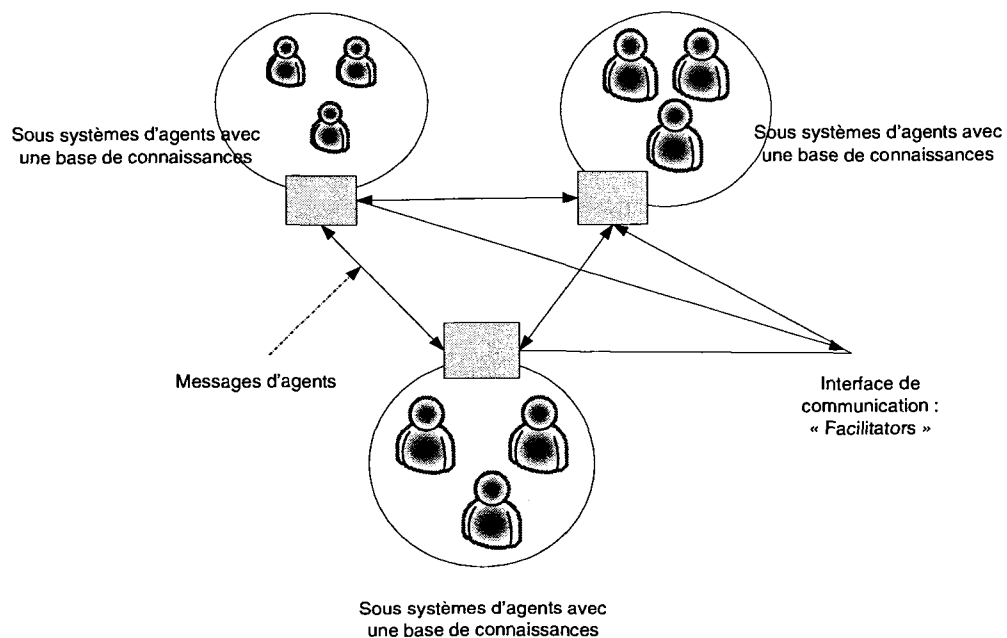 Sous systèmes d'agents avec
une base de connaissances
Sous systèmes d'agents avec
une base de connaissances
Messages d'agents
Interface de
communication :
« Facilitators »
Sous systèmes d'agents avec
une base de connaissances